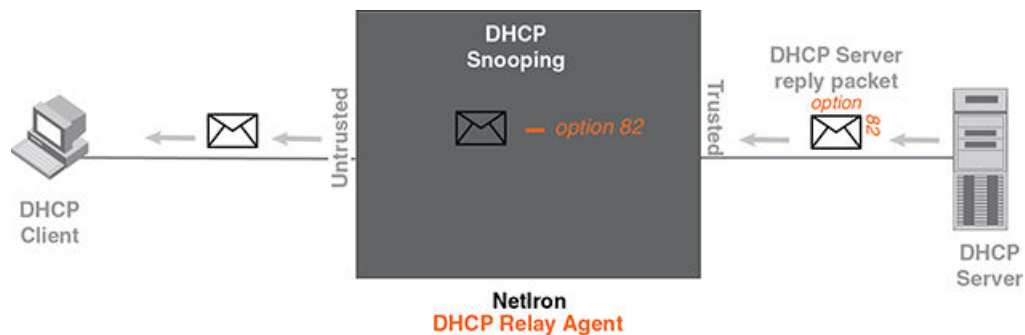 DHCP
Snooping
DHCP Server
reply packet
option
82
– option 82
Untrusted
Trusted
DHCP
Client
DHCP
Server
NetIron
DHCP Relay Agent